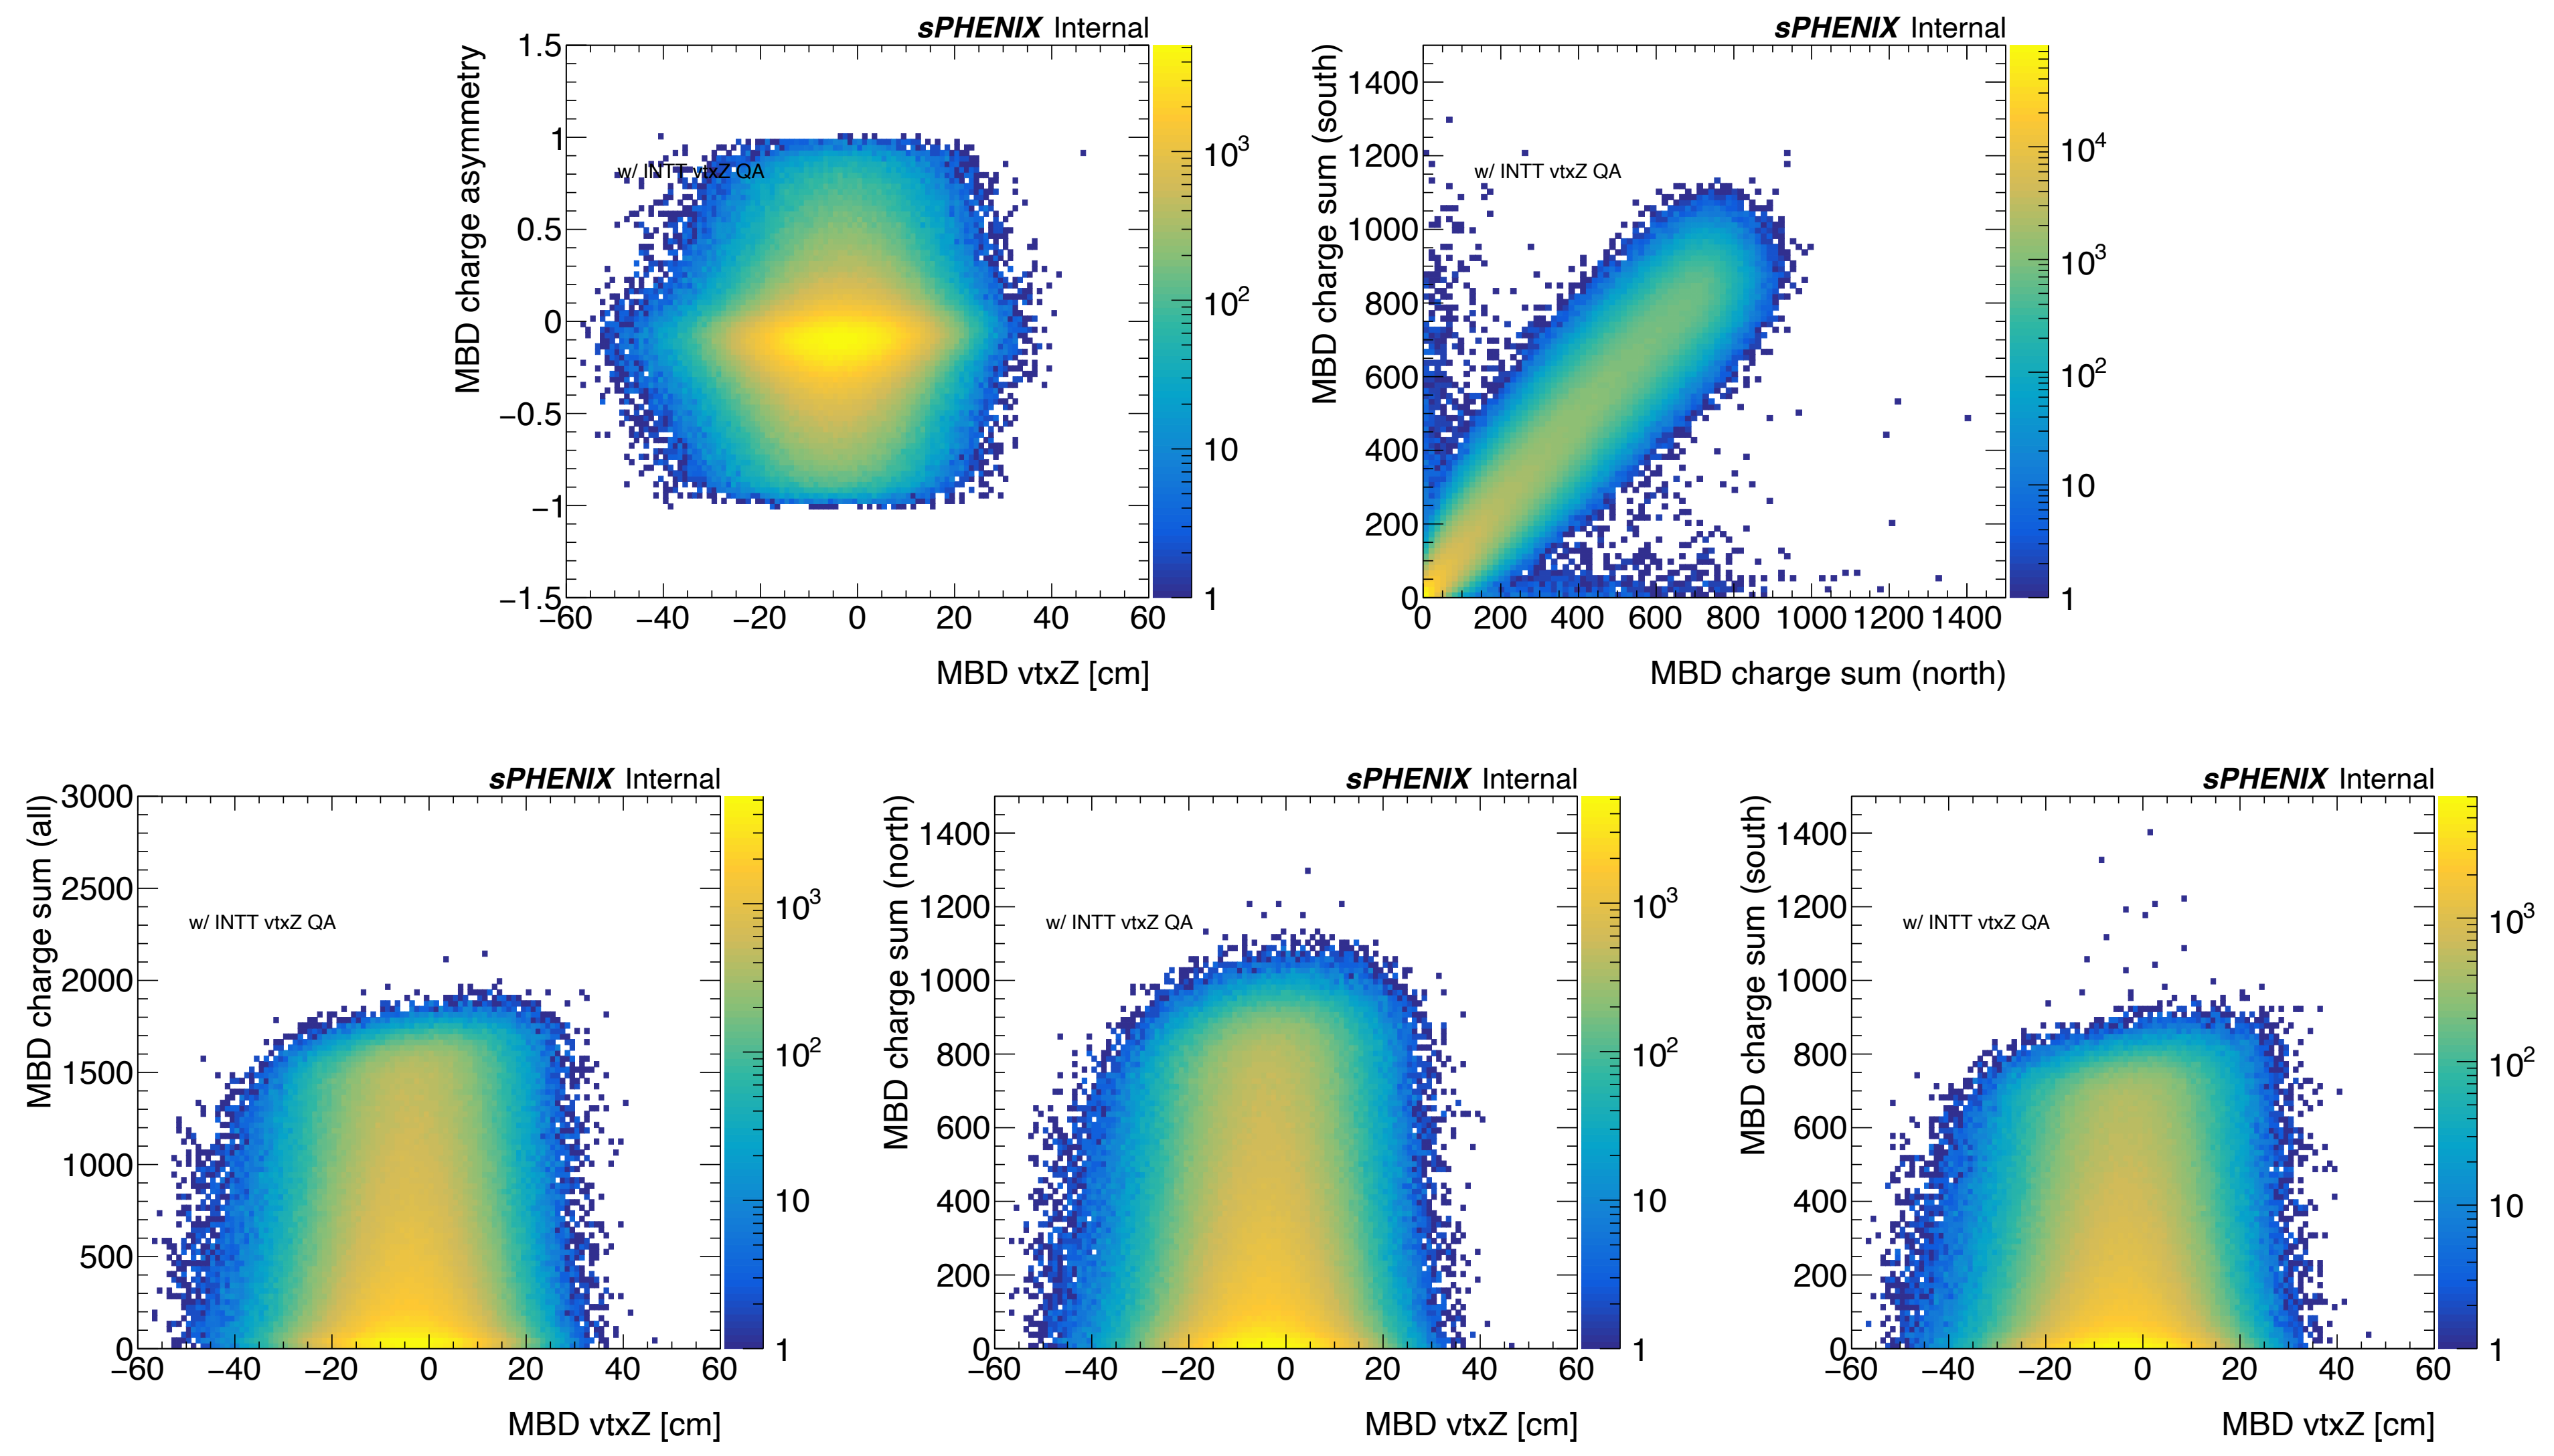 sPHENIX Internal
MBD charge asymmetry
1.5
1
0.5
0
−0.5
−1
−1.5
w/ INTT vtxZ QA
−60 −40 −20 0 20 40 60
MBD vtxZ [cm]
10³
10²
10
1
sPHENIX Internal
MBD charge sum (south)
1400
1200
1000
800
600
400
200
0
w/ INTT vtxZ QA
0 200 400 600 800 1000 1200 1400
MBD charge sum (north)
10⁴
10³
10²
10
1
sPHENIX Internal
MBD charge sum (all)
3000
2500
2000
1500
1000
500
0
w/ INTT vtxZ QA
−60 −40 −20 0 20 40 60
MBD vtxZ [cm]
10³
10²
10
1
sPHENIX Internal
MBD charge sum (north)
1400
1200
1000
800
600
400
200
0
w/ INTT vtxZ QA
−60 −40 −20 0 20 40 60
MBD vtxZ [cm]
10³
10²
10
1
sPHENIX Internal
MBD charge sum (south)
1400
1200
1000
800
600
400
200
0
w/ INTT vtxZ QA
−60 −40 −20 0 20 40 60
MBD vtxZ [cm]
10³
10²
10
1